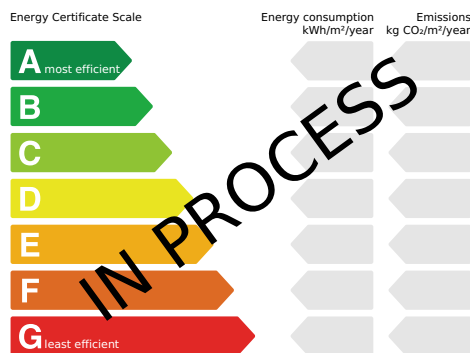 Energy Certificate Scale
Energy consumption
kWh/m²/year
Emissions
kg CO₂/m²/year
A most efficient
B
C
D
E
F
G least efficient
IN PROCESS